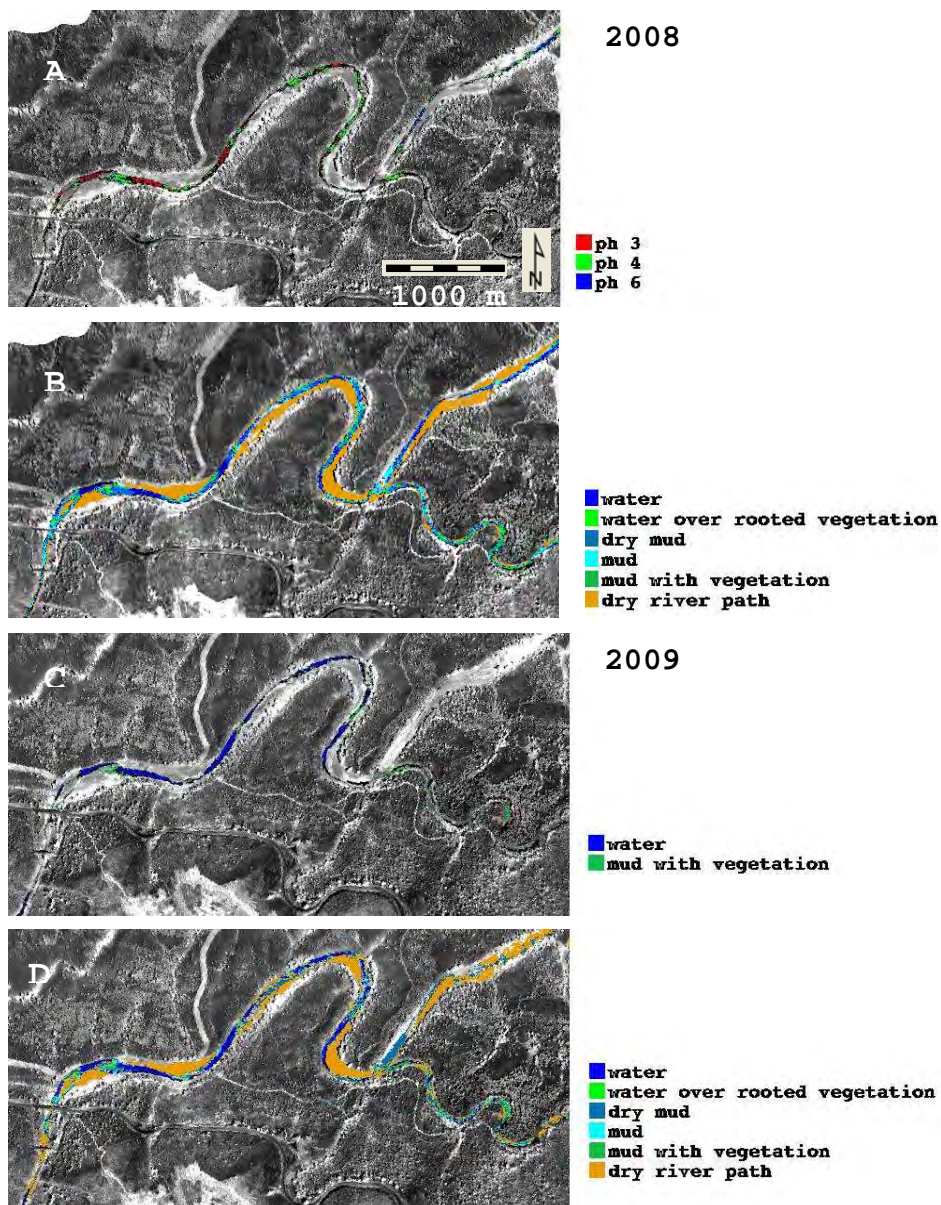 2008
A
ph 3
ph 4
ph 6
1000 m
N
B
water
water over rooted vegetation
dry mud
mud
mud with vegetation
dry river path
2009
C
water
mud with vegetation
D
water
water over rooted vegetation
dry mud
mud
mud with vegetation
dry river path